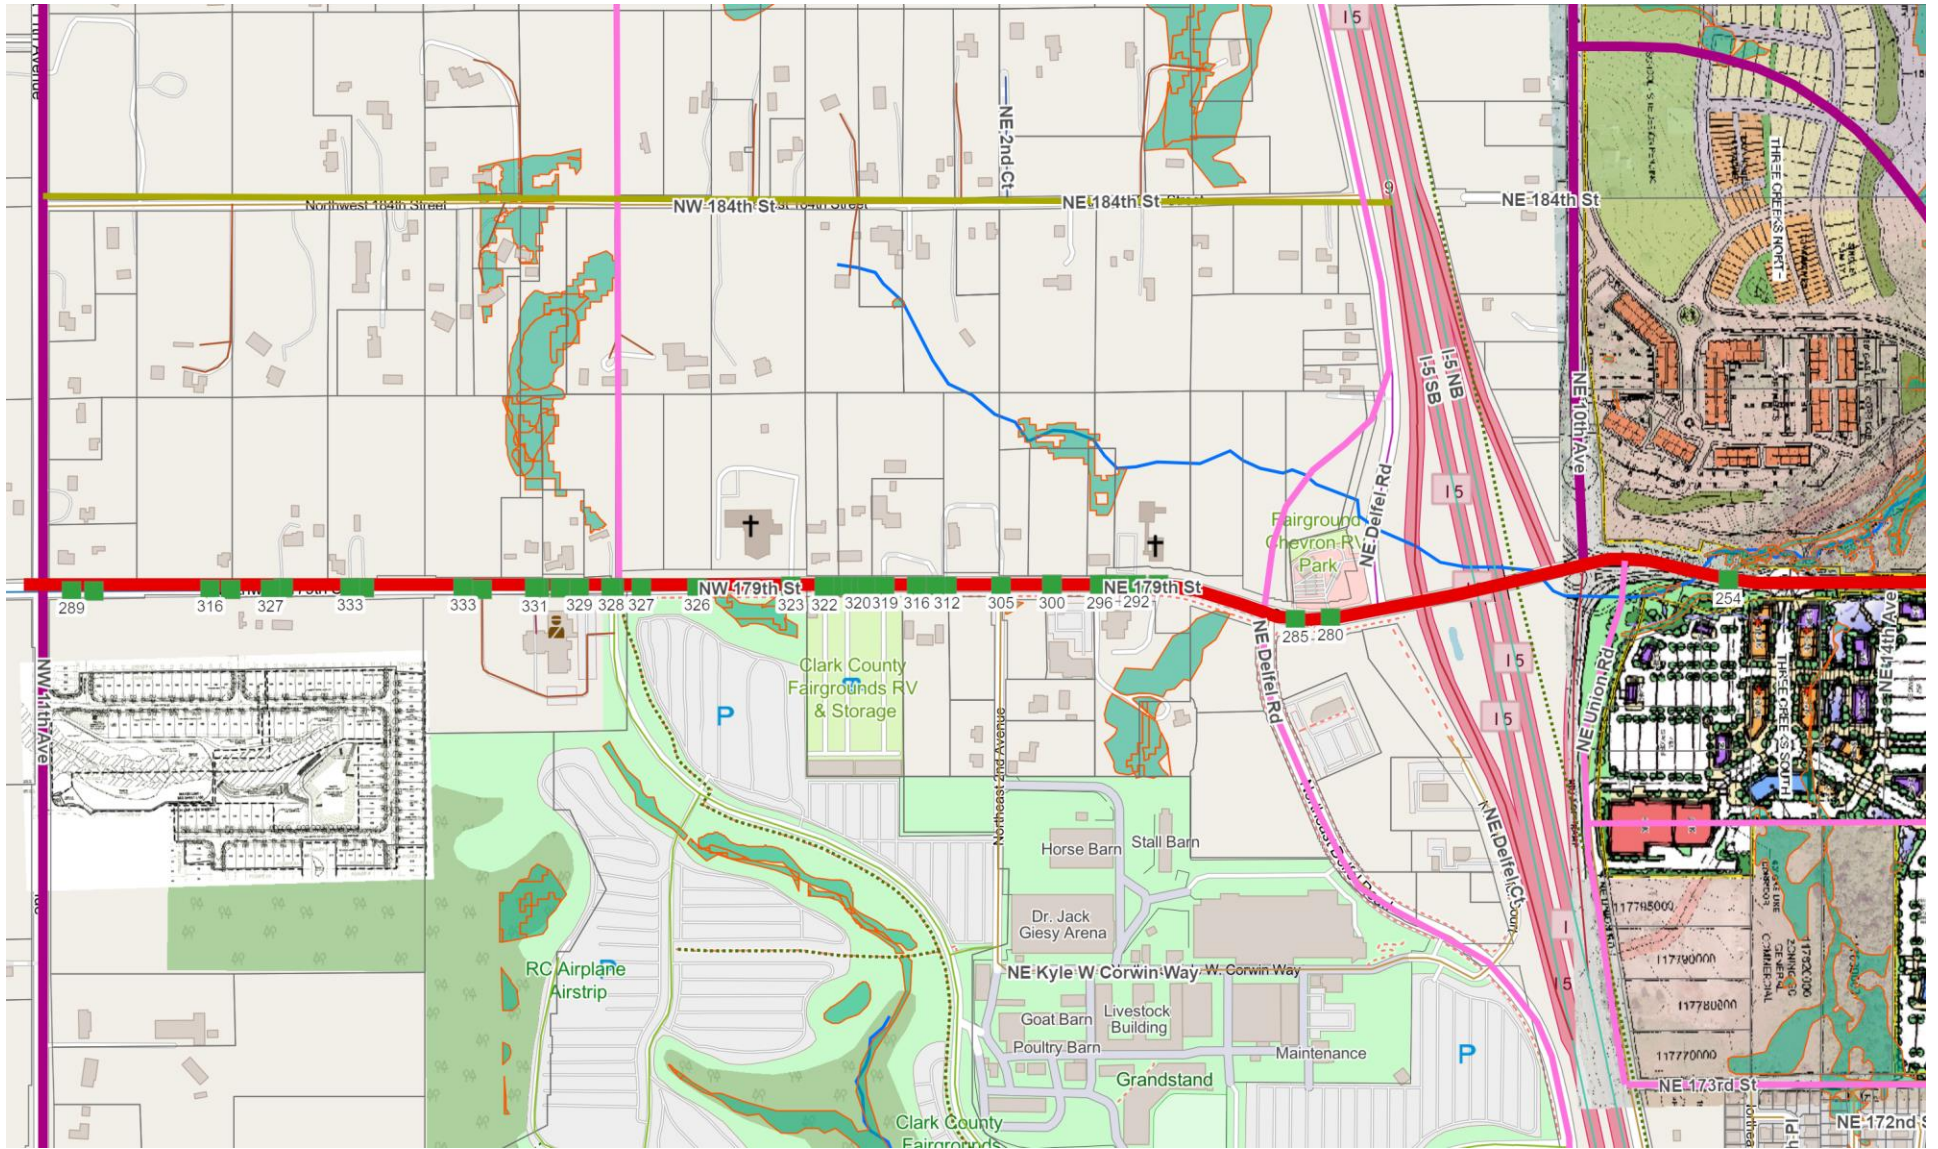 I 5
NE 2nd Ct
9
Northwest 184th Street
NW 184th St
NE 184th St
NE 184th St
THREE CREEKS NORTH -
I-5 SB
I-5 NB
NE 10th Ave
I 5
NE Delfel Rd
Fairground
Chevron RV
Park
NW 179th St
NE 179th St
289
316
327
333
333
331
329
328
327
326
323
322
320
319
316
312
305
300
296
292
285
280
254
NE 14th Ave
NW 11th Ave
P
Clark County
Fairgrounds RV
& Storage
NE Delfel Rd
I 5
I 5
NE Union Rd
THREE CREEKS SOUTH
Northeast 2nd Avenue
Horse Barn
Stall Barn
NE Delfel Ct
Dr. Jack
Giesy Arena
117795000
RC Airplane
Airstrip
P
NE Kyle W Corwin Way
W. Corwin Way
117790000
I 5
Goat Barn
Livestock
Building
117780000
Poultry Barn
Maintenance
P
117770000
Grandstand
NE 173rd St
Clark County
Fairgrounds
NE 172nd S